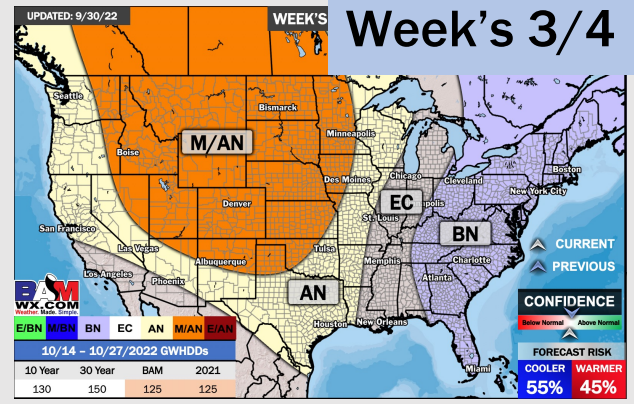 UPDATED: 9/30/22
WEEK'S
Week's 3/4
Seattle
Bismarck
Minneapolis
M/AN
Boise
Boston
Chicago
Cleveland
Des Moines
New York City
EC
Denver
St. Louis
BN
San Francisco
CURRENT
Las Vegas
Tulsa
Memphis
Charlotte
Albuquerque
PREVIOUS
Los Angeles
Phoenix
Atlanta
AN
BAM
WX.COM
Weather. Made. Simple.
CONFIDENCE
Houston
New Orleans
Below Normal
Above Normal
E/BN M/BN BN EC AN M/AN E/AN
10/14 – 10/27/2022 GWHDDs
FORECAST RISK
10 Year 30 Year BAM 2021
Miami
COOLER WARMER
130 150 125 125
55% 45%